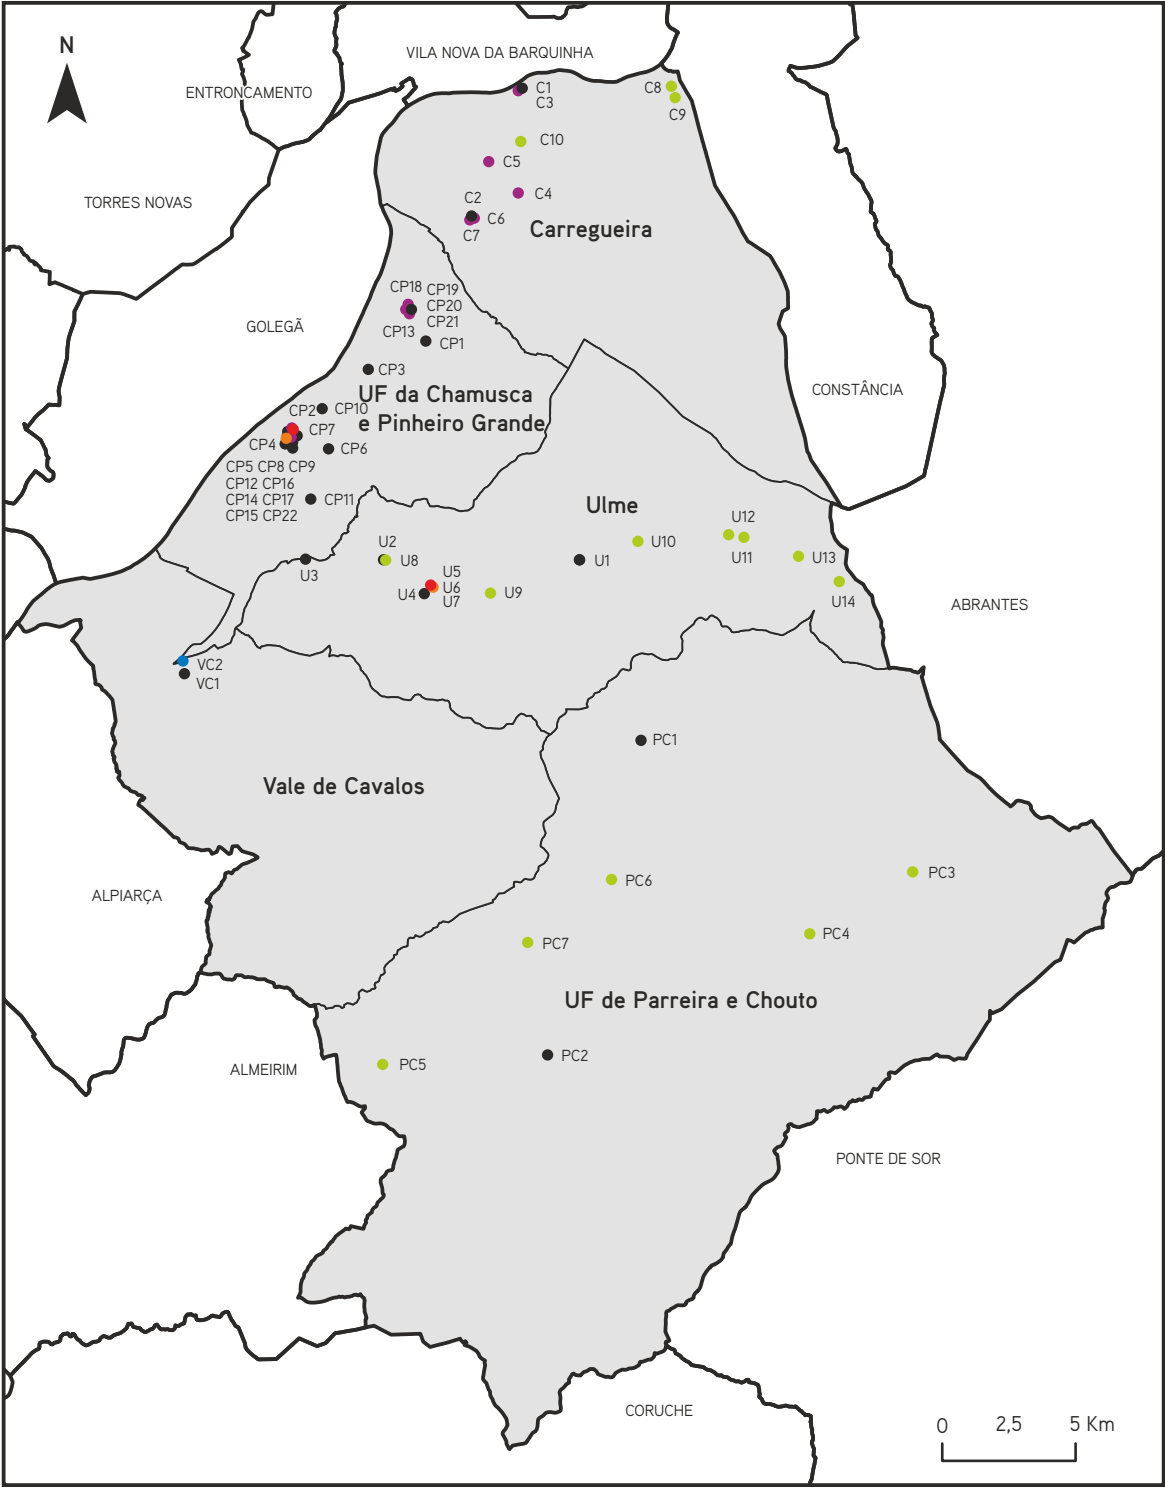 N
VILA NOVA DA BARQUINHA
ENTRONCAMENTO
C1
C3
C8
C9
C10
C5
TORRES NOVAS
C4
C2
C6
C7
Carregueira
CP18 CP19
CP20
CP21
CP13
GOLEGÃ
CP1
CP3
CONSTÂNCIA
UF da Chamusca
e Pinheiro Grande
CP2
CP10
CP7
CP4
CP6
CP5 CP8 CP9
CP12 CP16
CP14 CP17
CP15 CP22
CP11
Ulme
U12
U2
U8
U10
U11
U1
U13
U3
U5
U6
U7
U4
U9
U14
ABRANTES
VC2
VC1
PC1
Vale de Cavalos
PC6
PC3
ALPIARÇA
PC7
PC4
UF de Parreira e Chouto
PC2
PC5
ALMEIRIM
PONTE DE SOR
CORUCHE
0 2,5 5 Km